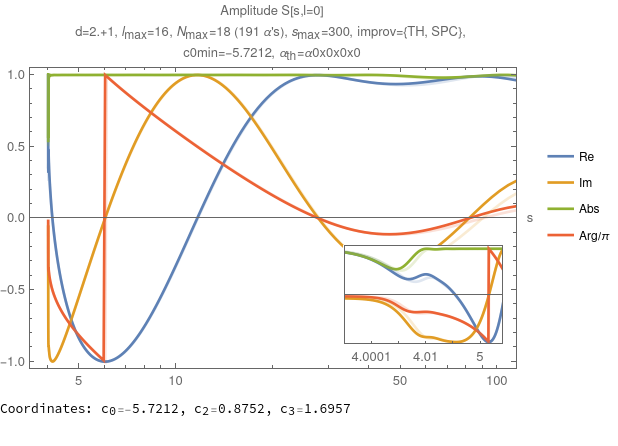 Amplitude S[s,l=0]
d=2.+1, lmax=16, Nmax=18 (191 α's), smax=300, improv={TH, SPC},
c0min=−5.7212, αth=α0x0x0x0
1.0
0.5
0.0
−0.5
−1.0
5
10
50
100
s
4.0001
4.01
5
Re
Im
Abs
Arg/π
Coordinates: c0=−5.7212, c2=0.8752, c3=1.6957